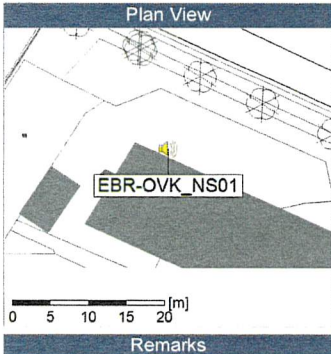 Plan View
EBR-OVK_NS01
[m]
0 5 10 15 20
Remarks